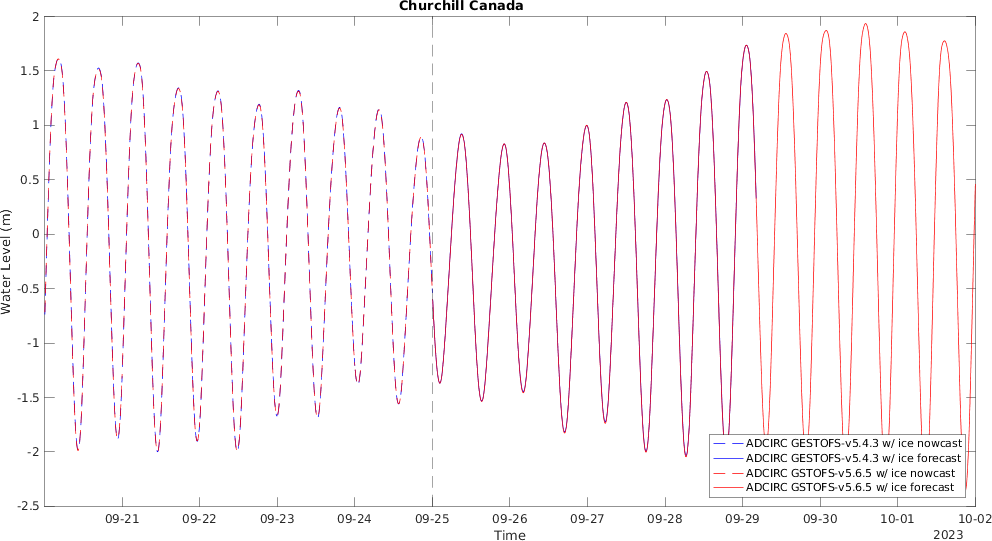 Churchill Canada
2
1.5
1
0.5
0
-0.5
-1
-1.5
-2
-2.5
Water Level (m)
ADCIRC GESTOFS-v5.4.3 w/ ice nowcast
ADCIRC GESTOFS-v5.4.3 w/ ice forecast
ADCIRC GSTOFS-v5.6.5 w/ ice nowcast
ADCIRC GSTOFS-v5.6.5 w/ ice forecast
09-21 09-22 09-23 09-24 09-25 09-26 09-27 09-28 09-29 09-30 10-01 10-02
Time
2023